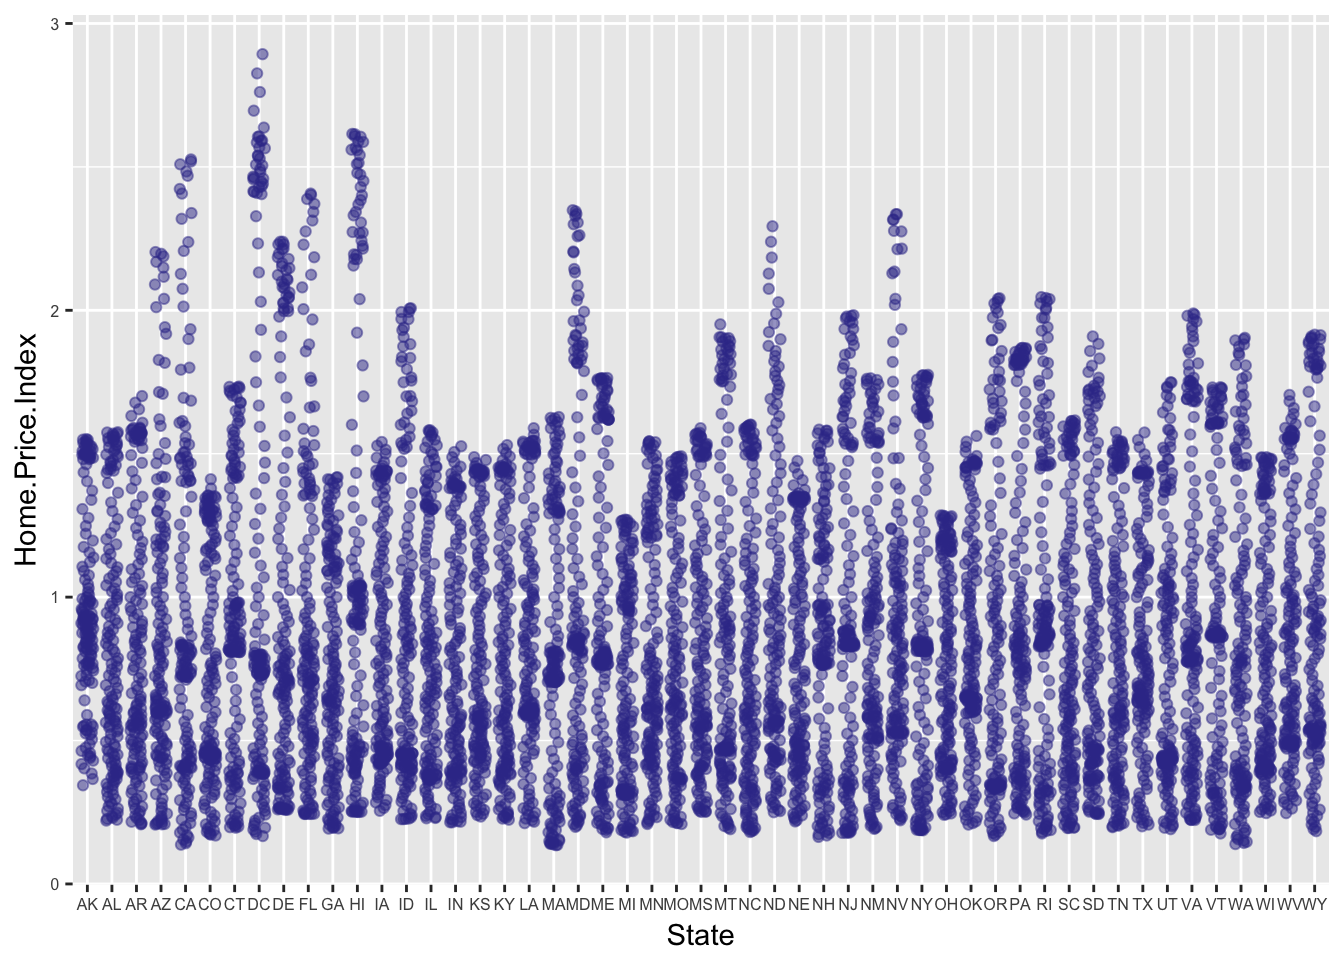 Home.Price.Index
3
2
1
0
AK AL AR AZ CA CO CT DC DE FL GA HI IA ID IL IN KS KY LA MA MD ME MI MN MO MS MT NC ND NE NH NJ NM NV NY OH OK OR PA RI SC SD TN TX UT VA VT WA WI WV WY
State